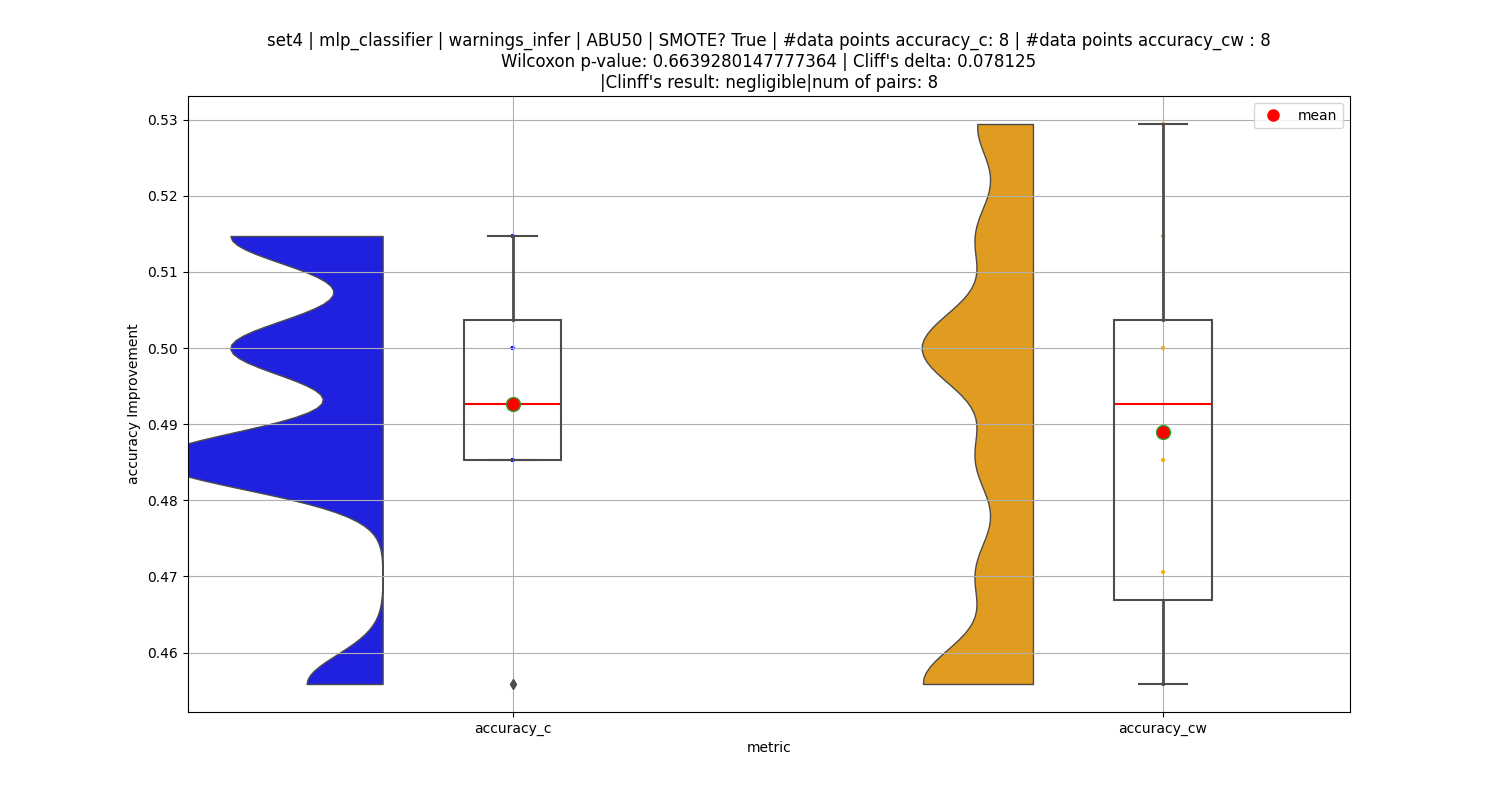 set4 | mlp_classifier | warnings_infer | ABU50 | SMOTE? True | #data points accuracy_c: 8 | #data points accuracy_cw : 8
Wilcoxon p-value: 0.6639280147777364 | Cliff's delta: 0.078125
|Clinff's result: negligible|num of pairs: 8
mean
0.53
0.52
0.51
0.50
0.49
0.48
0.47
0.46
accuracy Improvement
accuracy_c
accuracy_cw
metric